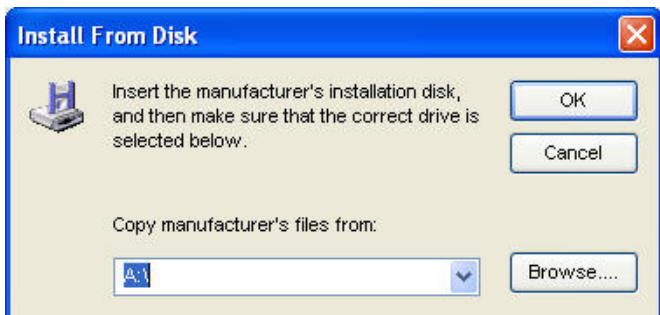 Install From Disk
Insert the manufacturer's installation disk,
and then make sure that the correct drive is
selected below.
OK
Cancel
Copy manufacturer's files from:
A:\
Browse....